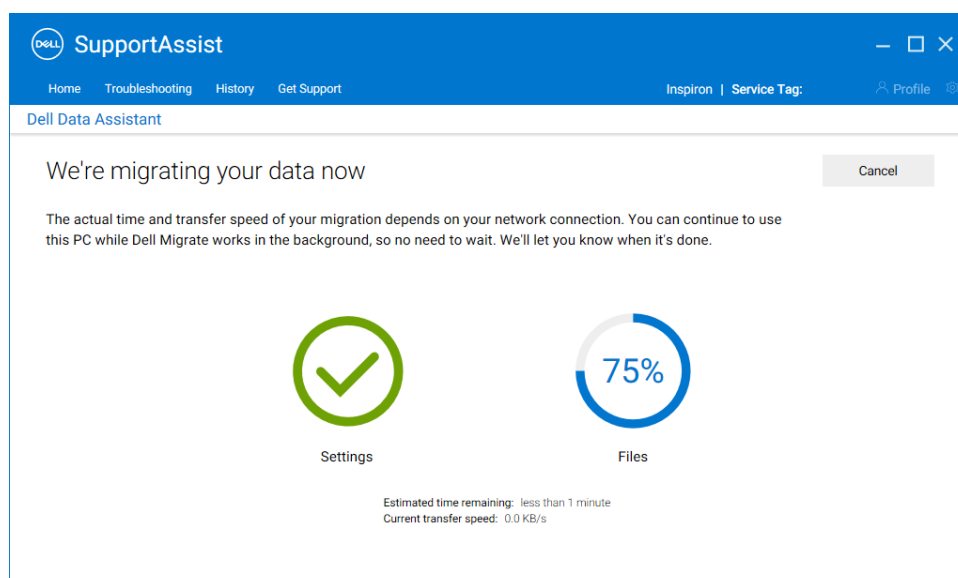 DELL SupportAssist
Home Troubleshooting History Get Support Inspiron | Service Tag: Profile
Dell Data Assistant
We're migrating your data now
Cancel
The actual time and transfer speed of your migration depends on your network connection. You can continue to use
this PC while Dell Migrate works in the background, so no need to wait. We'll let you know when it's done.
75%
Settings Files
Estimated time remaining: less than 1 minute
Current transfer speed: 0.0 KB/s